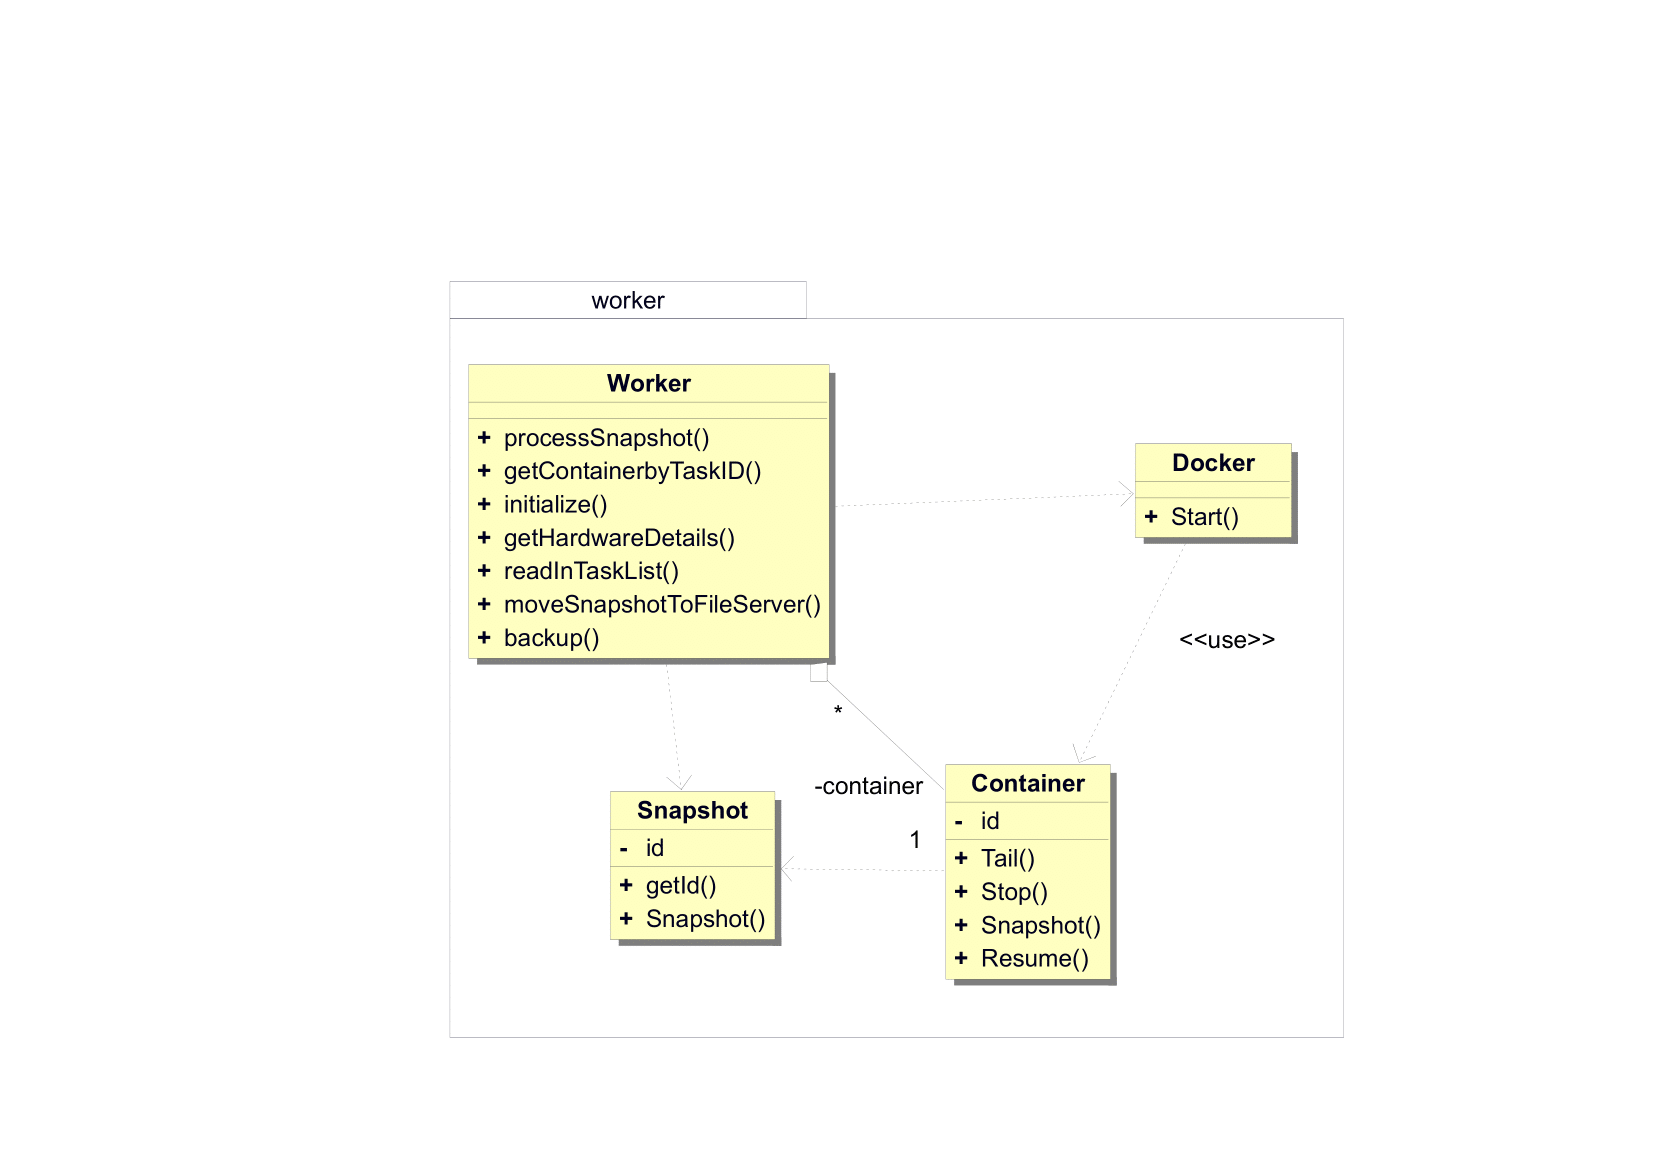 worker
Worker
+ processSnapshot()
+ getContainerbyTaskID()
+ initialize()
+ getHardwareDetails()
+ readInTaskList()
+ moveSnapshotToFileServer()
+ backup()
Docker
+ Start()
<<use>>
*
-container
1
Snapshot
- id
+ getId()
+ Snapshot()
Container
- id
+ Tail()
+ Stop()
+ Snapshot()
+ Resume()